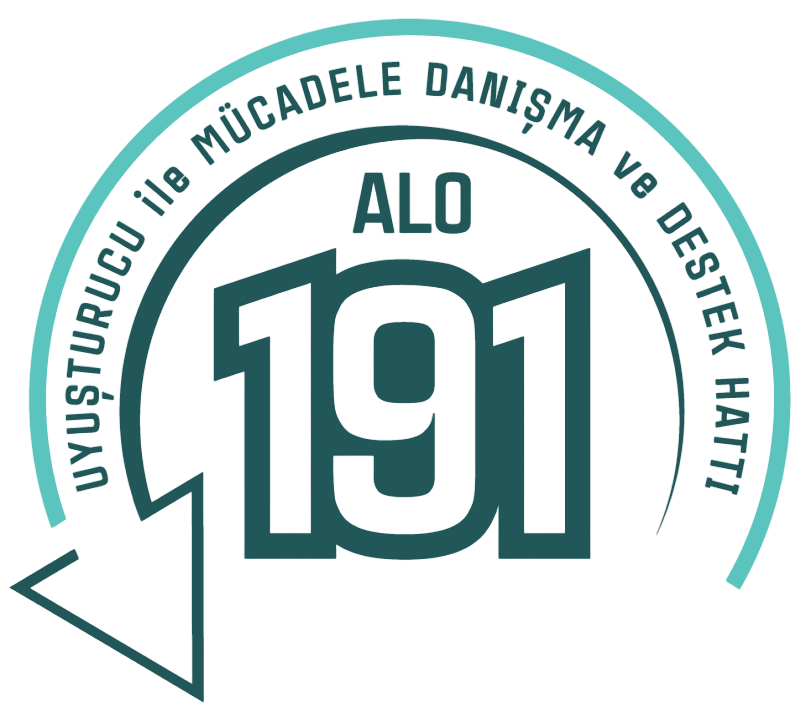 UYUŞTURUCU ile MÜCADELE DANIŞMA ve DESTEK HATTI
ALO
191